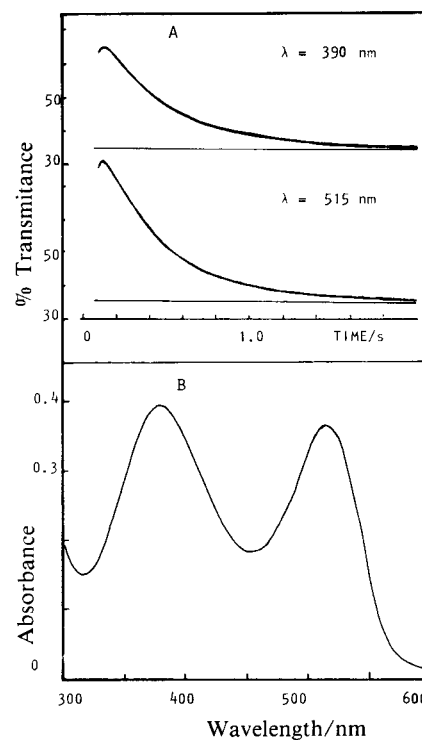 A
λ = 390 nm
50
30
λ = 515 nm
50
30
% Transmitance
0 1.0 TIME/s
B
0.4
0.3
0
Absorbance
300 400 500 600
Wavelength/nm